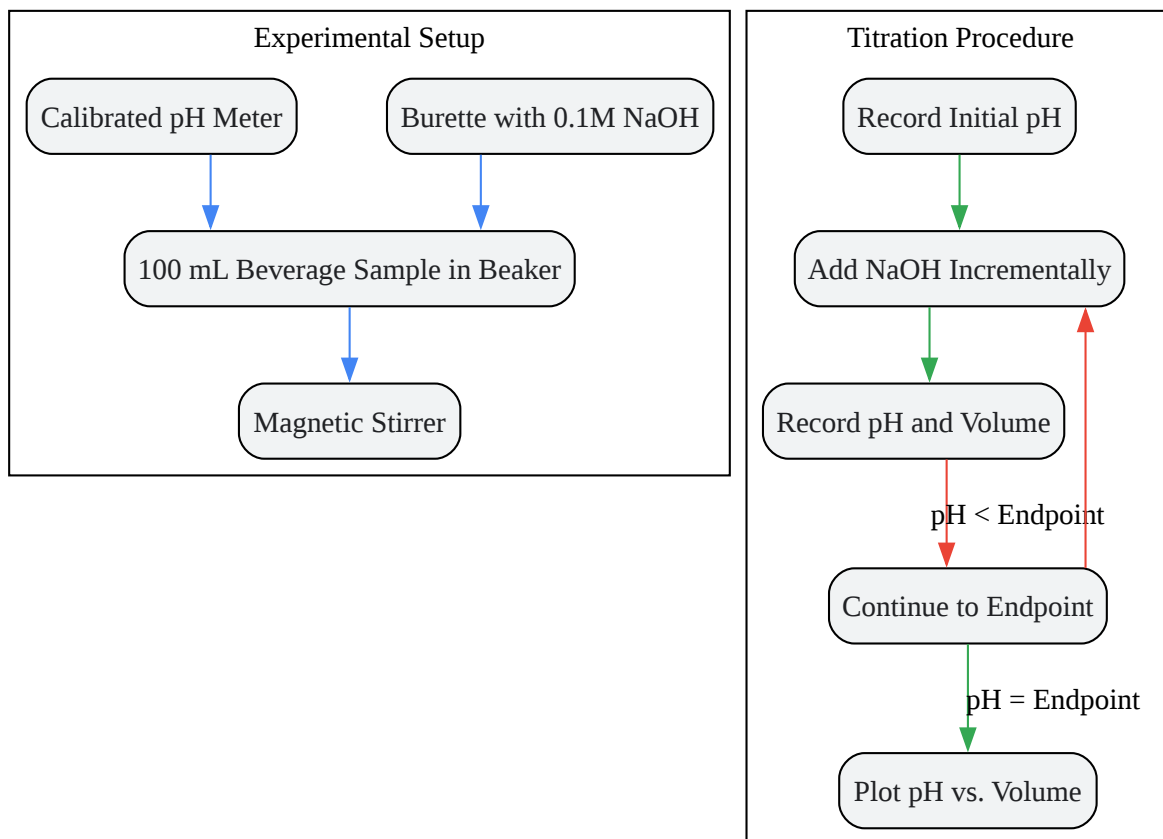 Experimental Setup
Calibrated pH Meter
Burette with 0.1M NaOH
100 mL Beverage Sample in Beaker
Magnetic Stirrer
Titration Procedure
Record Initial pH
Add NaOH Incrementally
Record pH and Volume
pH < Endpoint
Continue to Endpoint
pH = Endpoint
Plot pH vs. Volume